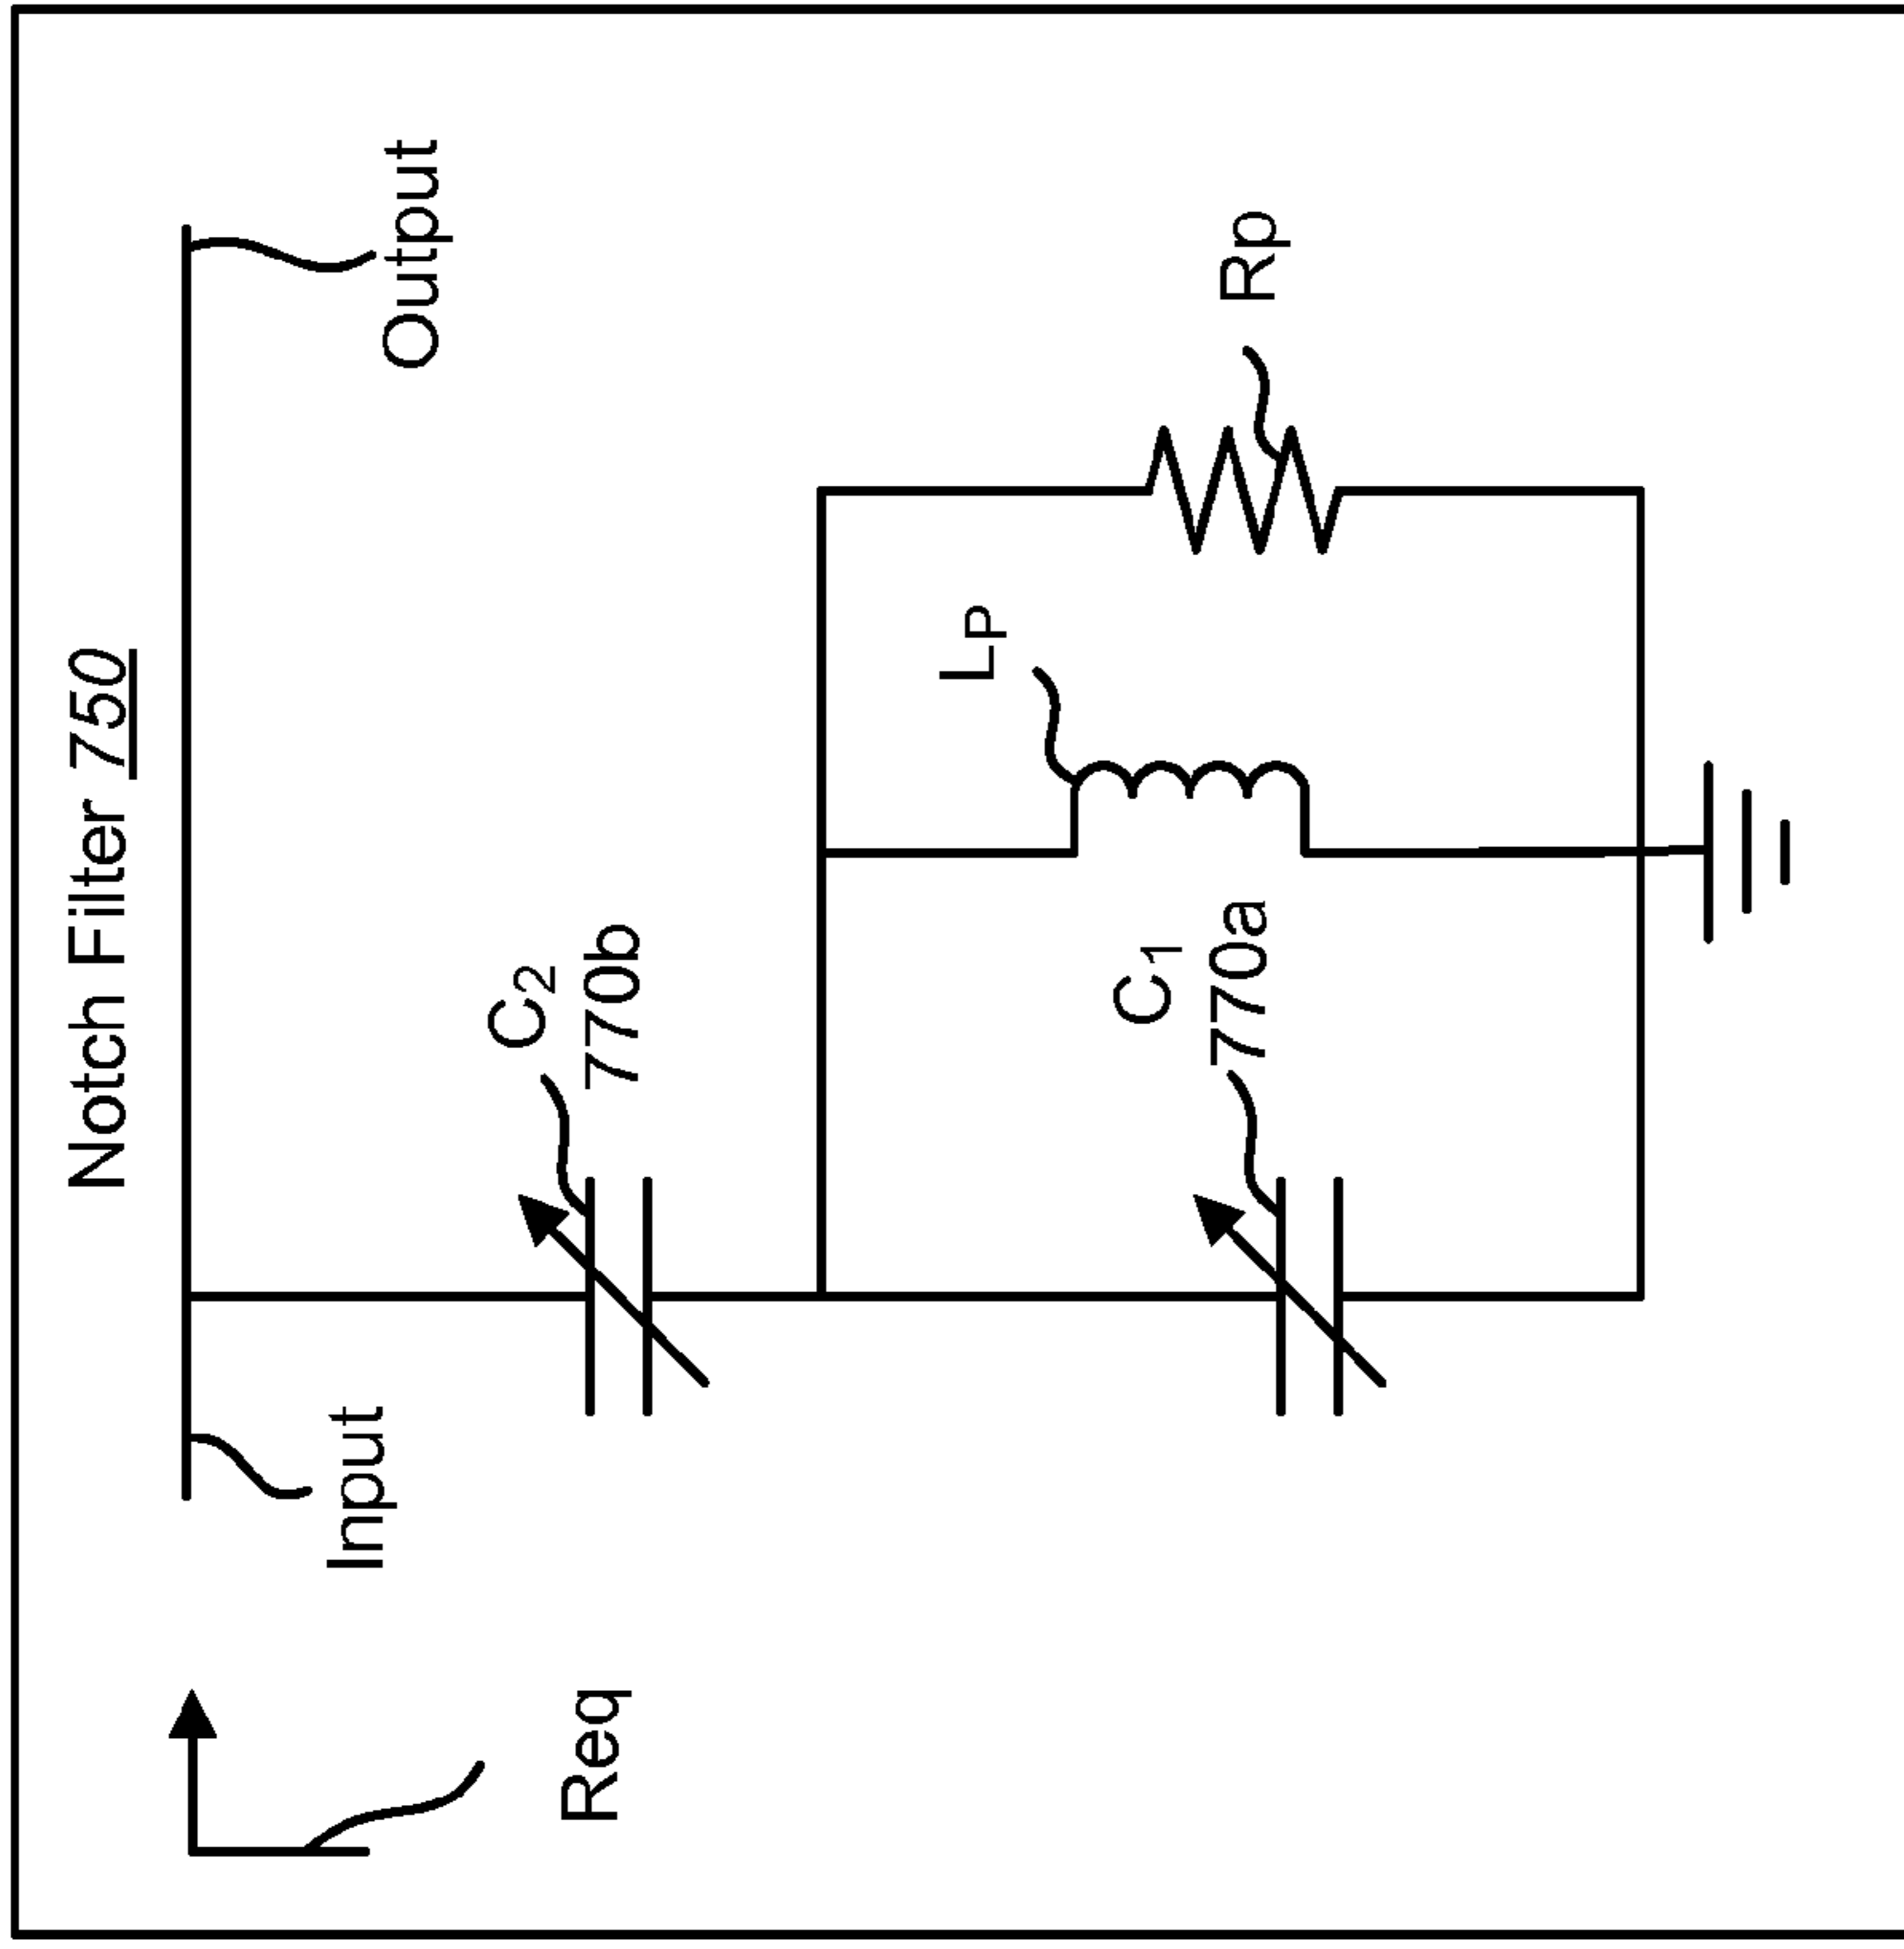 Notch Filter 750
Req
Input
Output
C2
770b
C1
770a
LP
Rp